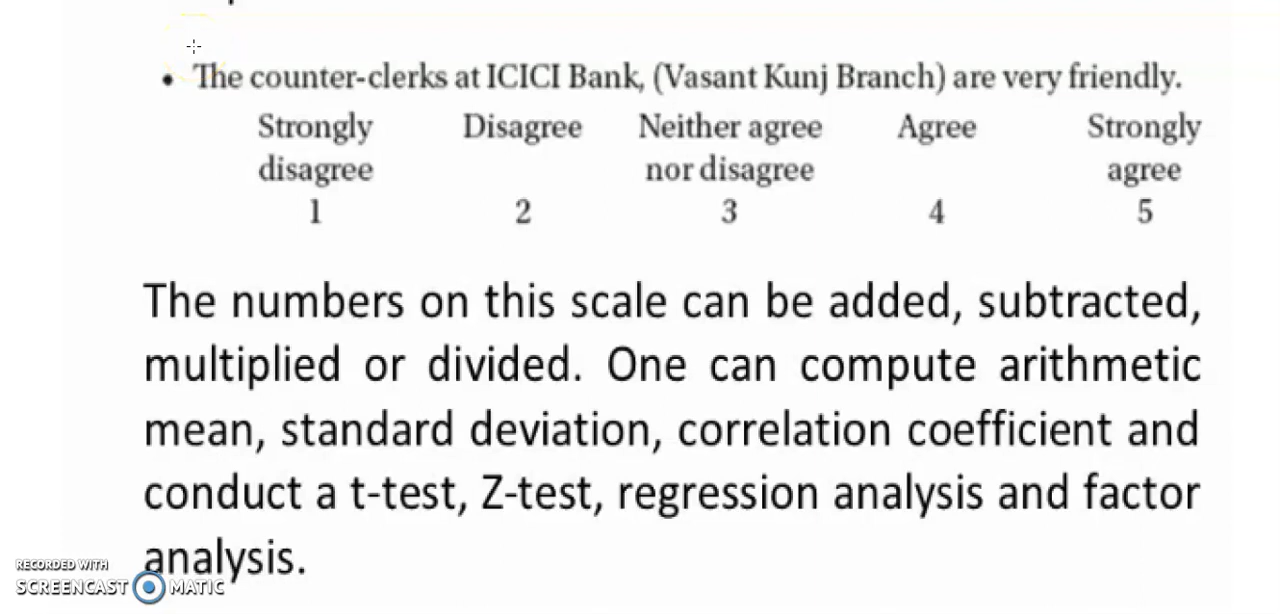 • The counter-clerks at ICICI Bank, (Vasant Kunj Branch) are very friendly.
Strongly Disagree Neither agree Agree Strongly
disagree nor disagree agree
1 2 3 4 5
The numbers on this scale can be added, subtracted,
multiplied or divided. One can compute arithmetic
mean, standard deviation, correlation coefficient and
conduct a t-test, Z-test, regression analysis and factor
analysis.
RECORDED WITH
SCREENCAST MATIC